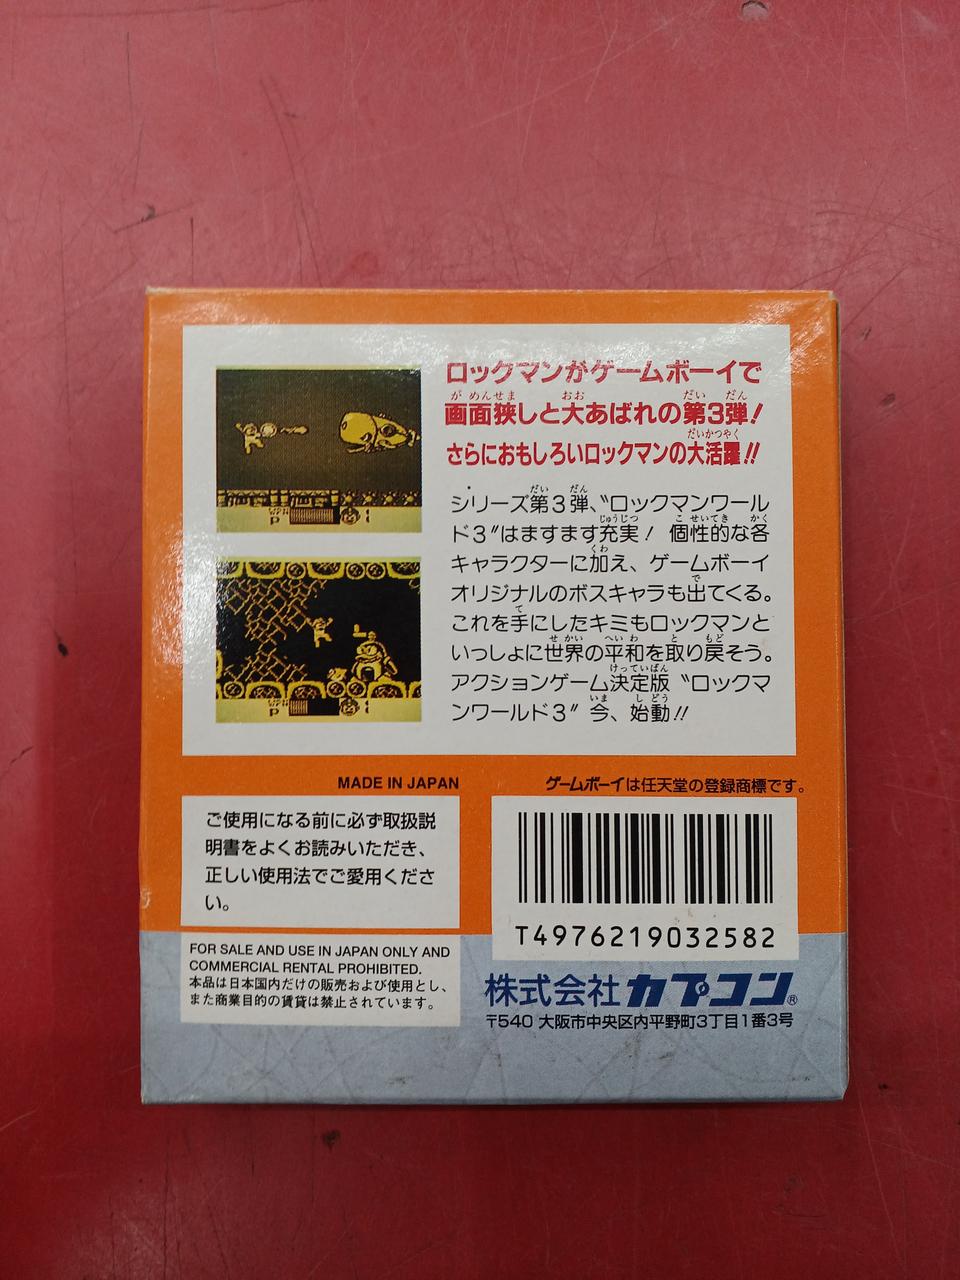 ロックマンがゲームボーイで
画面狭しと大あばれの第3弾!
さらにおもしろいロックマンの大活躍!!
シリーズ第3弾、"ロックマンワール
ド3"はますます充実! 個性的な各
キャラクターに加え、ゲームボーイ
オリジナルのボスキャラも出てくる。
これを手にしたキミもロックマンと
いっしょに世界の平和を取り戻そう。
アクションゲーム決定版 "ロックマ
ンワールド3" 今、始動!!
MADE IN JAPAN
ゲームボーイは任天堂の登録商標です。
ご使用になる前に必ず取扱説
明書をよくお読みいただき、
正しい使用法でご愛用くださ
い。
T4976219032582
FOR SALE AND USE IN JAPAN ONLY AND
COMMERCIAL RENTAL PROHIBITED.
本品は日本国内だけの販売および使用とし、
また商業目的の賃貸は禁止されています。
株式会社カプコン®
〒540 大阪市中央区内平野町3丁目1番3号